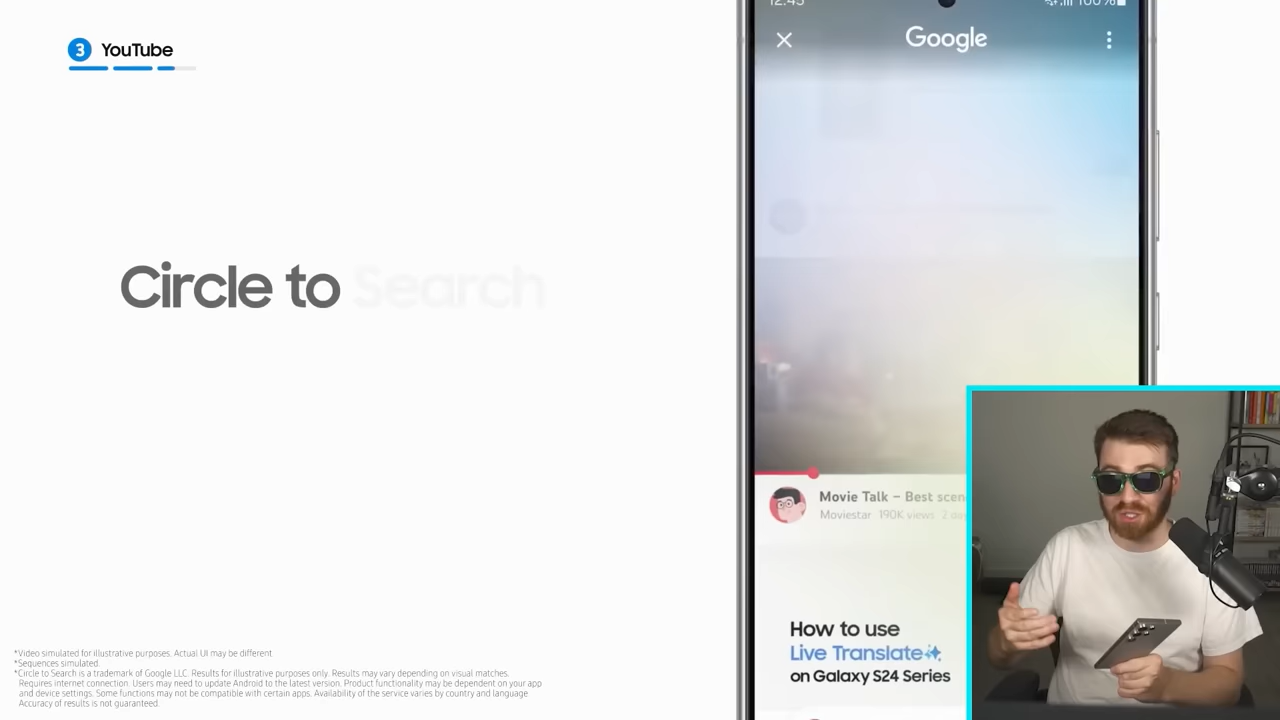 3 YouTube
Circle to Search
12:45 100%
Google
Movie Talk – Best scen
Moviestar 190K views 2 da
How to use
Live Translate
on Galaxy S24 Series
*Video simulated for illustrative purposes. Actual UI may be different.
*Sequences simulated.
*Circle to Search is a trademark of Google LLC. Results for illustrative purposes only. Results may vary depending on visual matches.
Requires internet connection. Users may need to update Android to the latest version. Product functionality may be dependent on your app
and device settings. Some functions may not be compatible with certain apps. Availability of the service varies by country and language
Accuracy of results is not guaranteed.